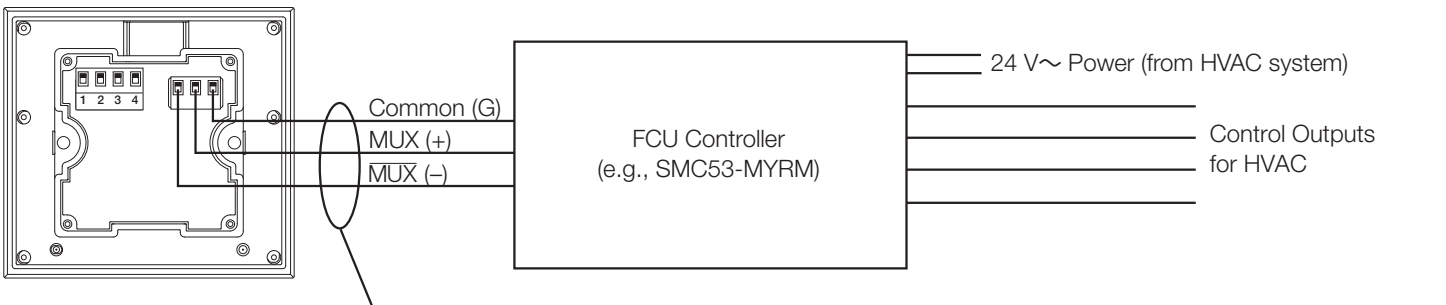 1 2 3 4
Common (G)
MUX (+)
M̅U̅X̅ (–)
FCU Controller
(e.g., SMC53-MYRM)
24 V~ Power (from HVAC system)
Control Outputs
for HVAC